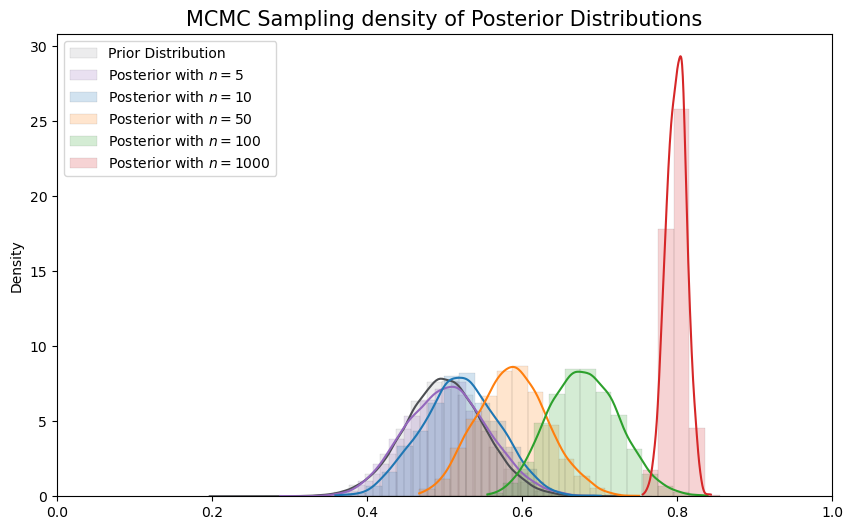 MCMC Sampling density of Posterior Distributions
Prior Distribution
Posterior with n = 5
Posterior with n = 10
Posterior with n = 50
Posterior with n = 100
Posterior with n = 1000
Density
30
25
20
15
10
5
0
0.0 0.2 0.4 0.6 0.8 1.0